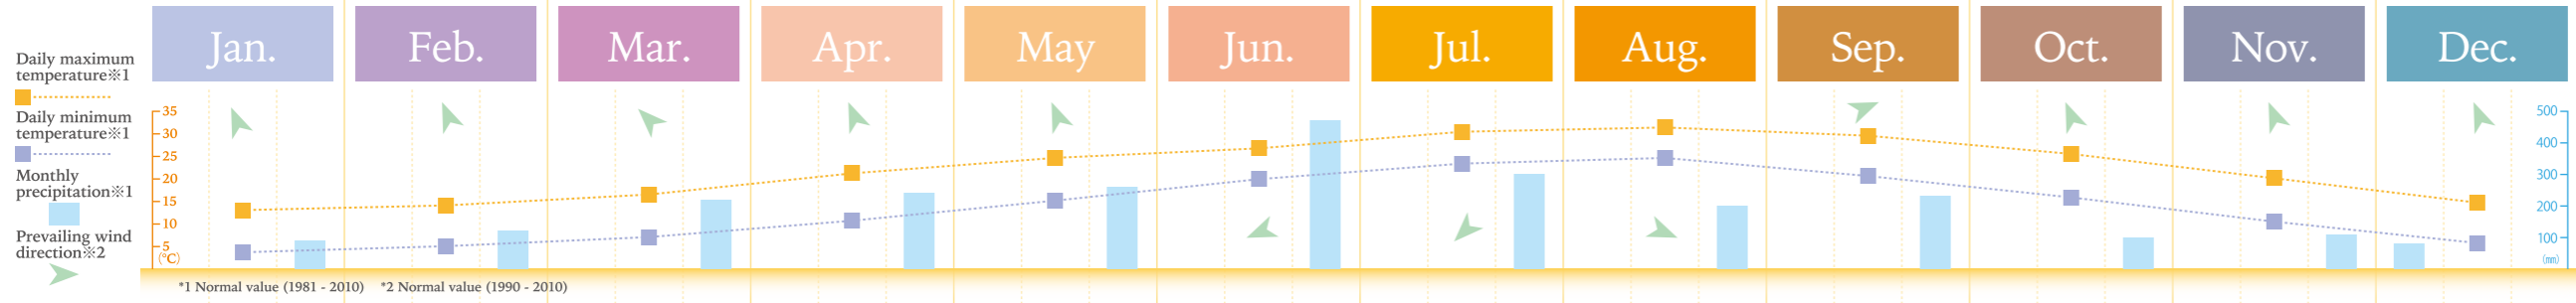 Jan.
Feb.
Mar.
Apr.
May
Jun.
Jul.
Aug.
Sep.
Oct.
Nov.
Dec.
Daily maximum
temperature※1
Daily minimum
temperature※1
Monthly
precipitation※1
Prevailing wind
direction※2
35
30
25
20
15
10
5
(℃)
500
400
300
200
100
(mm)
*1 Normal value (1981 - 2010) *2 Normal value (1990 - 2010)